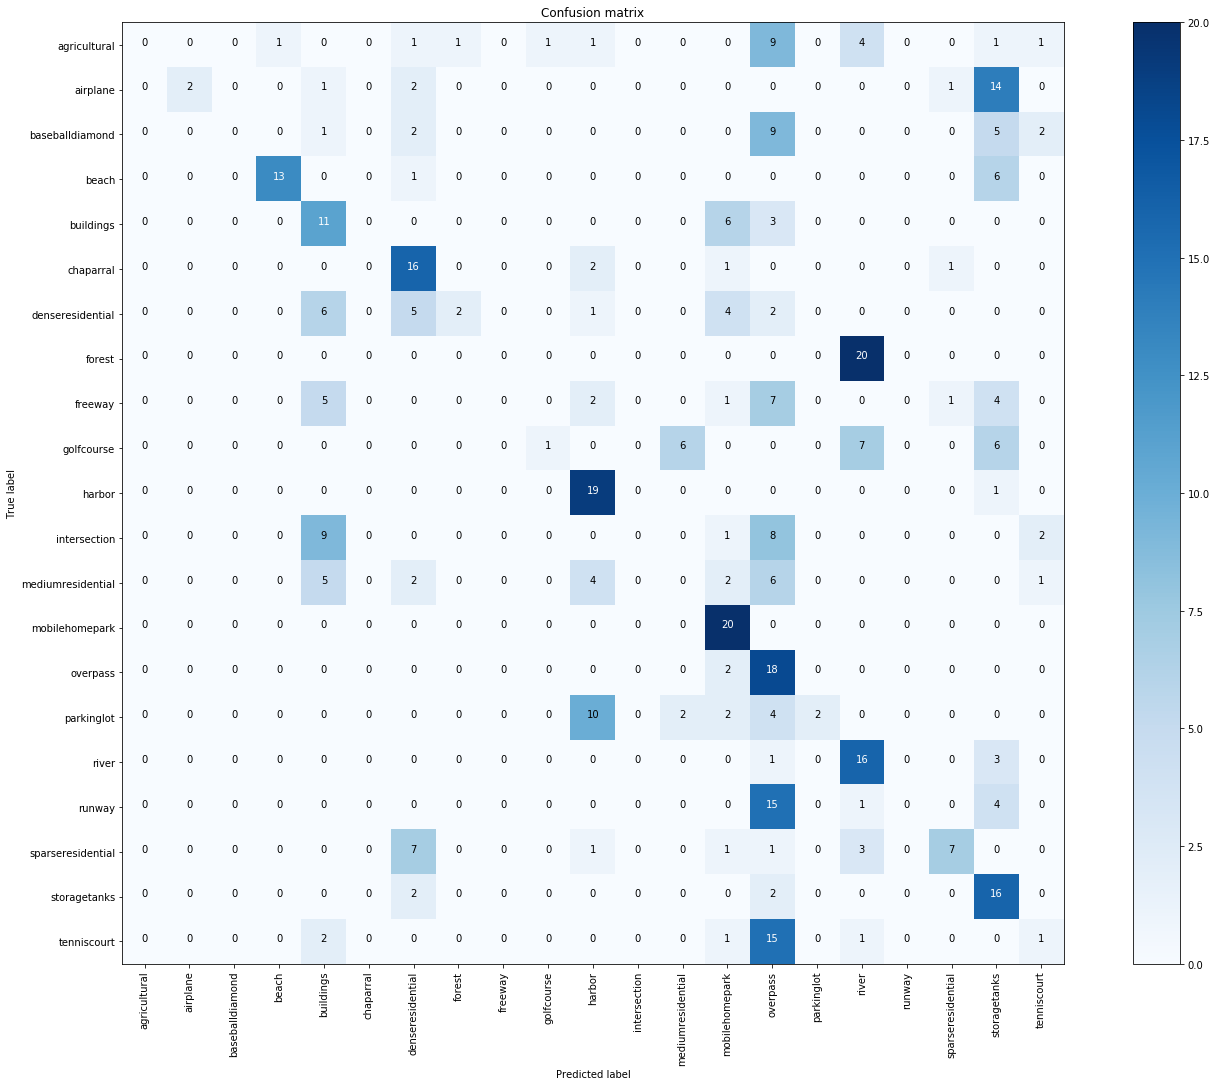 Confusion matrix
agricultural 0 0 0 1 0 0 1 1 0 1 1 0 0 0 9 0 4 0 0 1 1
airplane 0 2 0 0 1 0 2 0 0 0 0 0 0 0 0 0 0 0 1 14 0
baseballdiamond 0 0 0 0 1 0 2 0 0 0 0 0 0 0 9 0 0 0 0 5 2
beach 0 0 0 13 0 0 1 0 0 0 0 0 0 0 0 0 0 0 0 6 0
buildings 0 0 0 0 11 0 0 0 0 0 0 0 0 6 3 0 0 0 0 0 0
chaparral 0 0 0 0 0 0 16 0 0 0 2 0 0 1 0 0 0 0 1 0 0
denseresidential 0 0 0 0 6 0 5 2 0 0 1 0 0 4 2 0 0 0 0 0 0
forest 0 0 0 0 0 0 0 0 0 0 0 0 0 0 0 0 20 0 0 0 0
freeway 0 0 0 0 5 0 0 0 0 0 2 0 0 1 7 0 0 0 1 4 0
golfcourse 0 0 0 0 0 0 0 0 0 1 0 0 6 0 0 0 7 0 0 6 0
harbor 0 0 0 0 0 0 0 0 0 0 19 0 0 0 0 0 0 0 0 1 0
intersection 0 0 0 0 9 0 0 0 0 0 0 0 0 1 8 0 0 0 0 0 2
mediumresidential 0 0 0 0 5 0 2 0 0 0 4 0 0 2 6 0 0 0 0 0 1
mobilehomepark 0 0 0 0 0 0 0 0 0 0 0 0 0 20 0 0 0 0 0 0 0
overpass 0 0 0 0 0 0 0 0 0 0 0 0 0 2 18 0 0 0 0 0 0
parkinglot 0 0 0 0 0 0 0 0 0 0 10 0 2 2 4 2 0 0 0 0 0
river 0 0 0 0 0 0 0 0 0 0 0 0 0 0 1 0 16 0 0 3 0
runway 0 0 0 0 0 0 0 0 0 0 0 0 0 0 15 0 1 0 0 4 0
sparseresidential 0 0 0 0 0 0 7 0 0 0 1 0 0 1 1 0 3 0 7 0 0
storagetanks 0 0 0 0 0 0 2 0 0 0 0 0 0 0 2 0 0 0 0 16 0
tenniscourt 0 0 0 0 2 0 0 0 0 0 0 0 0 1 15 0 1 0 0 0 1
True label
agricultural
airplane
baseballdiamond
beach
buildings
chaparral
denseresidential
forest
freeway
golfcourse
harbor
intersection
mediumresidential
mobilehomepark
overpass
parkinglot
river
runway
sparseresidential
storagetanks
tenniscourt
Predicted label
20.0
17.5
15.0
12.5
10.0
7.5
5.0
2.5
0.0